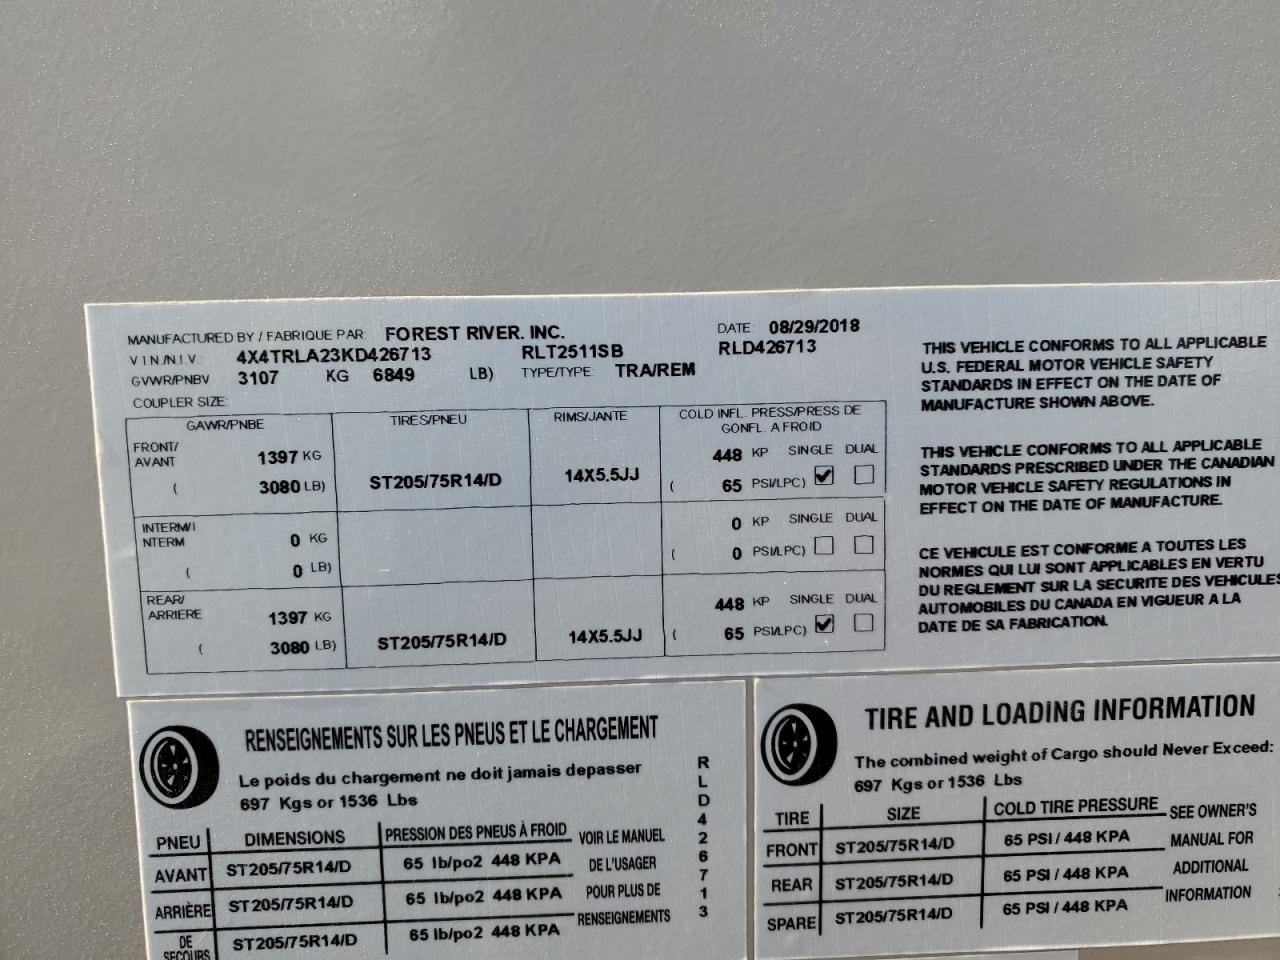 MANUFACTURED BY / FABRIQUE PAR: FOREST RIVER. INC. DATE: 08/29/2018
V I N./N.I V.: 4X4TRLA23KD426713 RLT2511SB RLD426713
GVWR/PNBV 3107 KG 6849 LB) TYPE/TYPE: TRA/REM
COUPLER SIZE:
GAWR/PNBE TIRES/PNEU RIMS/JANTE COLD INFL. PRESS/PRESS DE
GONFL. A FROID
FRONT/
AVANT 1397 KG 448 KP SINGLE DUAL
( 3080 LB) ST205/75R14/D 14X5.5JJ ( 65 PSI/LPC)
INTERM/I
NTERM 0 KG 0 KP SINGLE DUAL
( 0 LB) ( 0 PSI/LPC)
REAR/
ARRIERE 1397 KG 448 KP SINGLE DUAL
( 3080 LB) ST205/75R14/D 14X5.5JJ ( 65 PSI/LPC)
THIS VEHICLE CONFORMS TO ALL APPLICABLE
U.S. FEDERAL MOTOR VEHICLE SAFETY
STANDARDS IN EFFECT ON THE DATE OF
MANUFACTURE SHOWN ABOVE.
THIS VEHICLE CONFORMS TO ALL APPLICABLE
STANDARDS PRESCRIBED UNDER THE CANADIAN
MOTOR VEHICLE SAFETY REGULATIONS IN
EFFECT ON THE DATE OF MANUFACTURE.
CE VEHICULE EST CONFORME A TOUTES LES
NORMES QUI LUI SONT APPLICABLES EN VERTU
DU REGLEMENT SUR LA SECURITE DES VEHICULES
AUTOMOBILES DU CANADA EN VIGUEUR A LA
DATE DE SA FABRICATION.
RENSEIGNEMENTS SUR LES PNEUS ET LE CHARGEMENT
Le poids du chargement ne doit jamais depasser
697 Kgs or 1536 Lbs
PNEU DIMENSIONS PRESSION DES PNEUS À FROID VOIR LE MANUEL
AVANT ST205/75R14/D 65 lb/po2 448 KPA DE L'USAGER
ARRIÈRE ST205/75R14/D 65 lb/po2 448 KPA POUR PLUS DE
DE
SECOURS ST205/75R14/D 65 lb/po2 448 KPA RENSEIGNEMENTS
RLD426713
TIRE AND LOADING INFORMATION
The combined weight of Cargo should Never Exceed:
697 Kgs or 1536 Lbs
TIRE SIZE COLD TIRE PRESSURE SEE OWNER'S
FRONT ST205/75R14/D 65 PSI / 448 KPA MANUAL FOR
REAR ST205/75R14/D 65 PSI / 448 KPA ADDITIONAL
SPARE ST205/75R14/D 65 PSI / 448 KPA INFORMATION